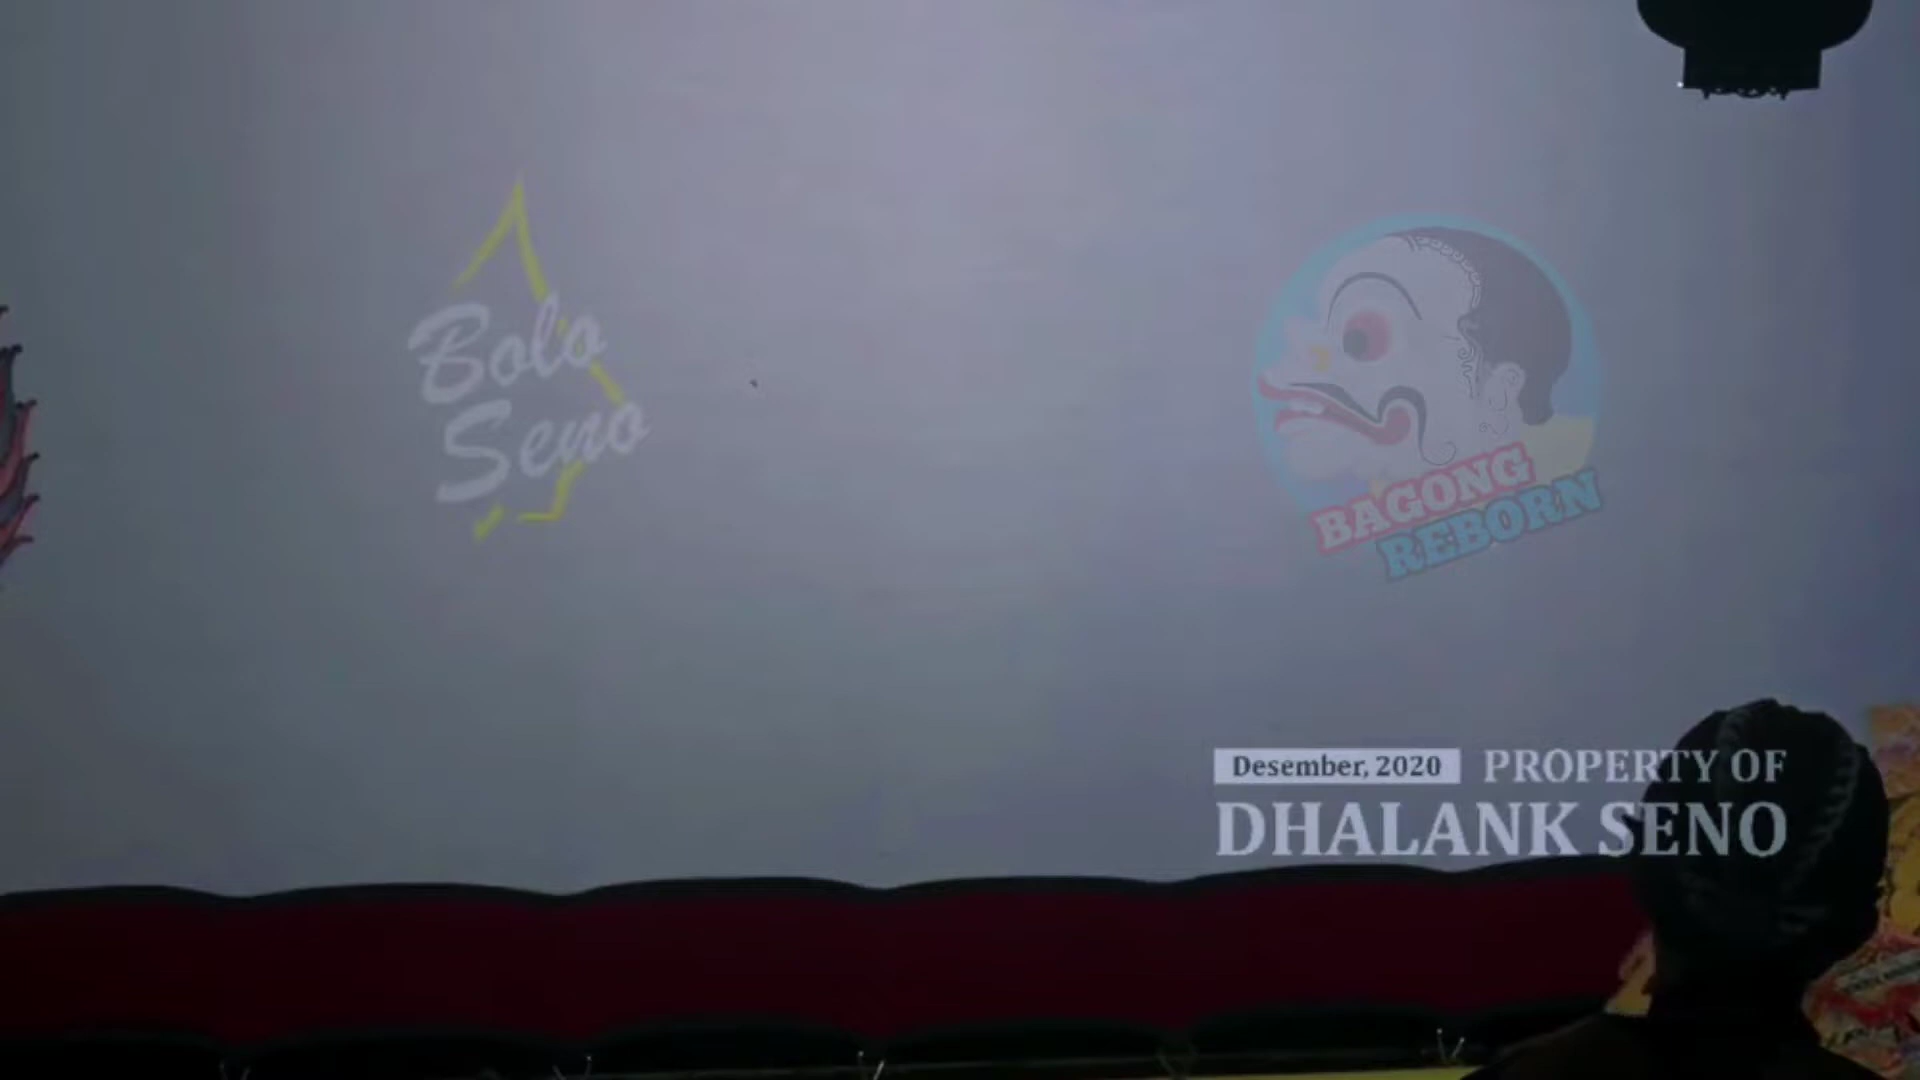 Bolo
Seno
BAGONG
REBORN
Desember, 2020
PROPERTY OF
DHALANK SENO